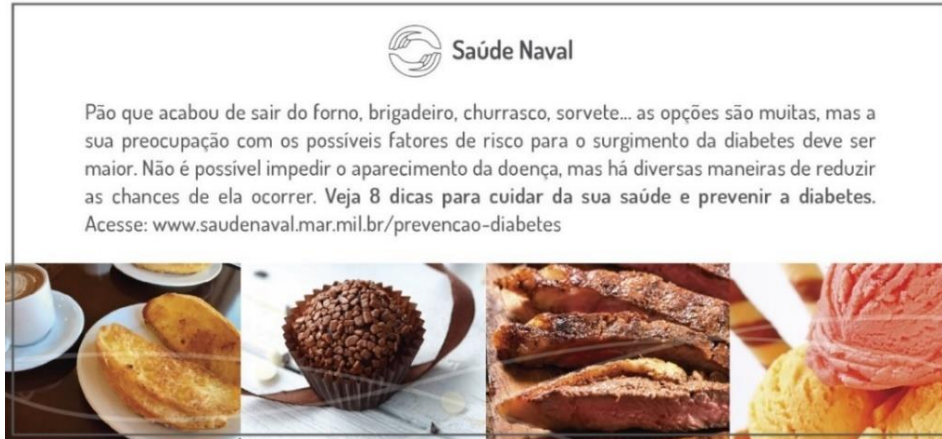 Saúde Naval
Pão que acabou de sair do forno, brigadeiro, churrasco, sorvete... as opções são muitas, mas a
sua preocupação com os possíveis fatores de risco para o surgimento da diabetes deve ser
maior. Não é possível impedir o aparecimento da doença, mas há diversas maneiras de reduzir
as chances de ela ocorrer. Veja 8 dicas para cuidar da sua saúde e prevenir a diabetes.
Acesse: www.saudenaval.mar.mil.br/prevencao-diabetes